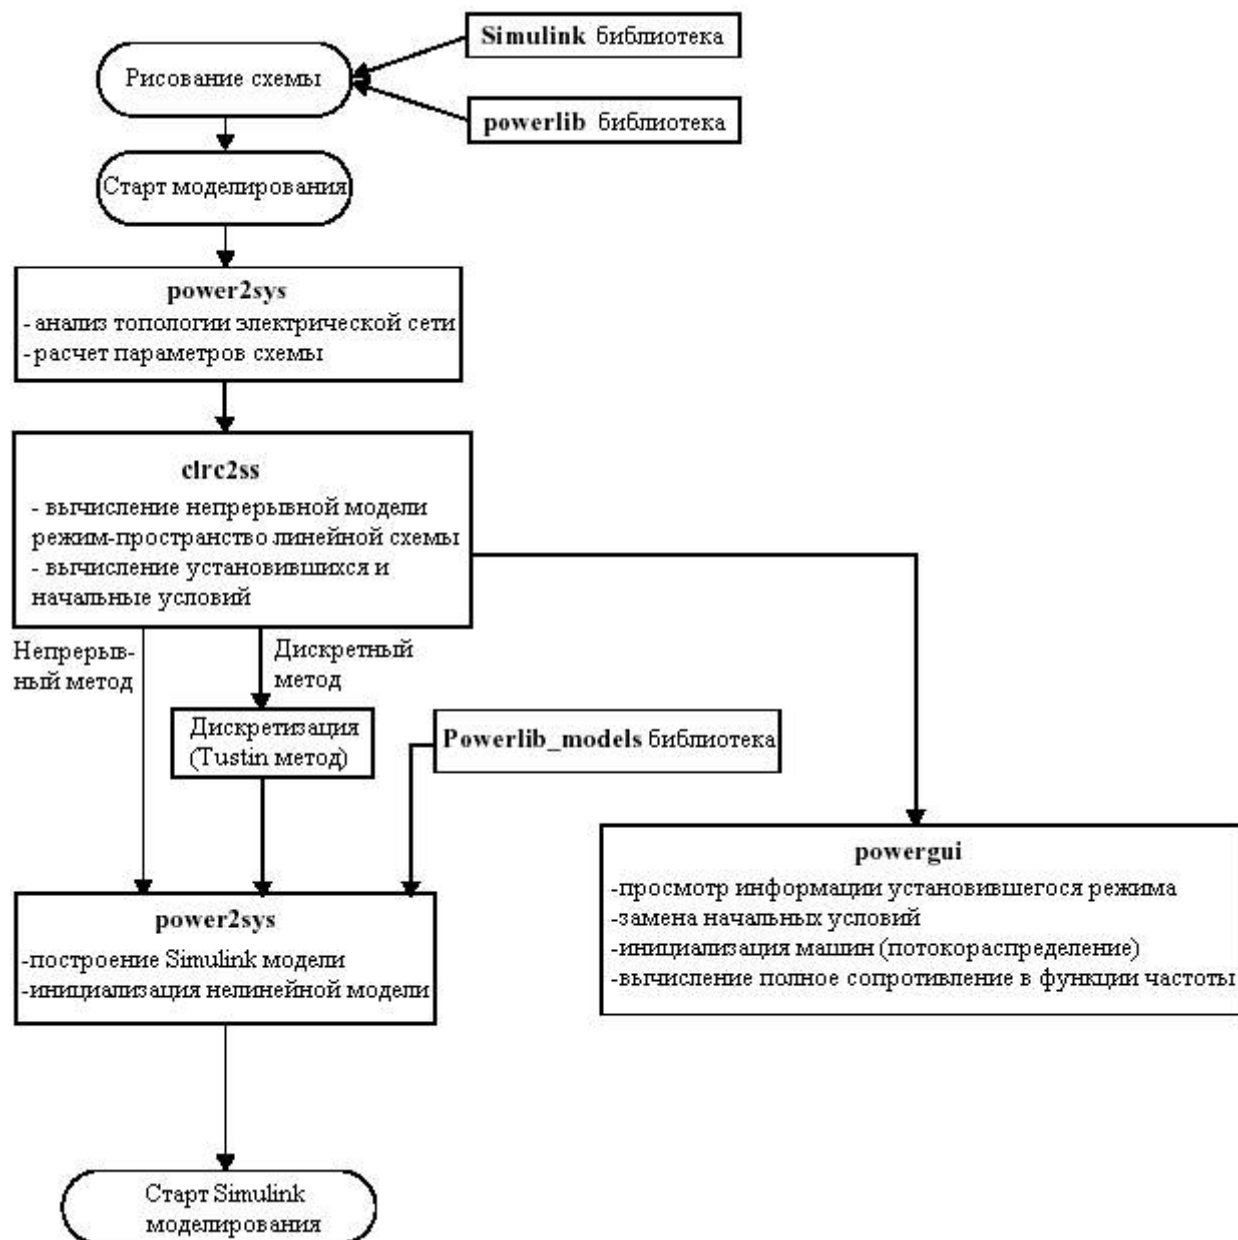 Simulink библиотека
Рисование схемы
powerlib библиотека
Старт моделирования
power2sys
- анализ топологии электрической сети
- расчет параметров схемы
circ2ss
- вычисление непрерывной модели
режим-пространство линейной схемы
- вычисление установившихся и
начальные условий
Непрерыв-
ный метод
Дискретный
метод
Дискретизация
(Tustin метод)
Powerlib_models библиотека
powergui
-просмотр информации установившегося режима
-замена начальных условий
-инициализация машин (потокораспределение)
-вычисление полное сопротивление в функции частоты
power2sys
-построение Simulink модели
-инициализация нелинейной модели
Старт Simulink
моделирования